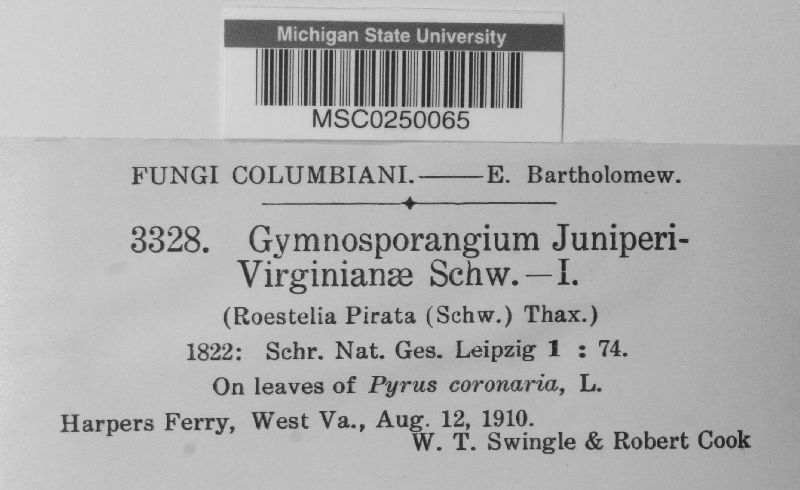 Michigan State University
MSC0250065
FUNGI COLUMBIANI.——E. Bartholomew.
3328. Gymnosporangium Juniperi-
Virginianæ Schw.—I.
(Roestelia Pirata (Schw.) Thax.)
1822: Schr. Nat. Ges. Leipzig 1 : 74.
On leaves of Pyrus coronaria, L.
Harpers Ferry, West Va., Aug. 12, 1910.
W. T. Swingle & Robert Cook